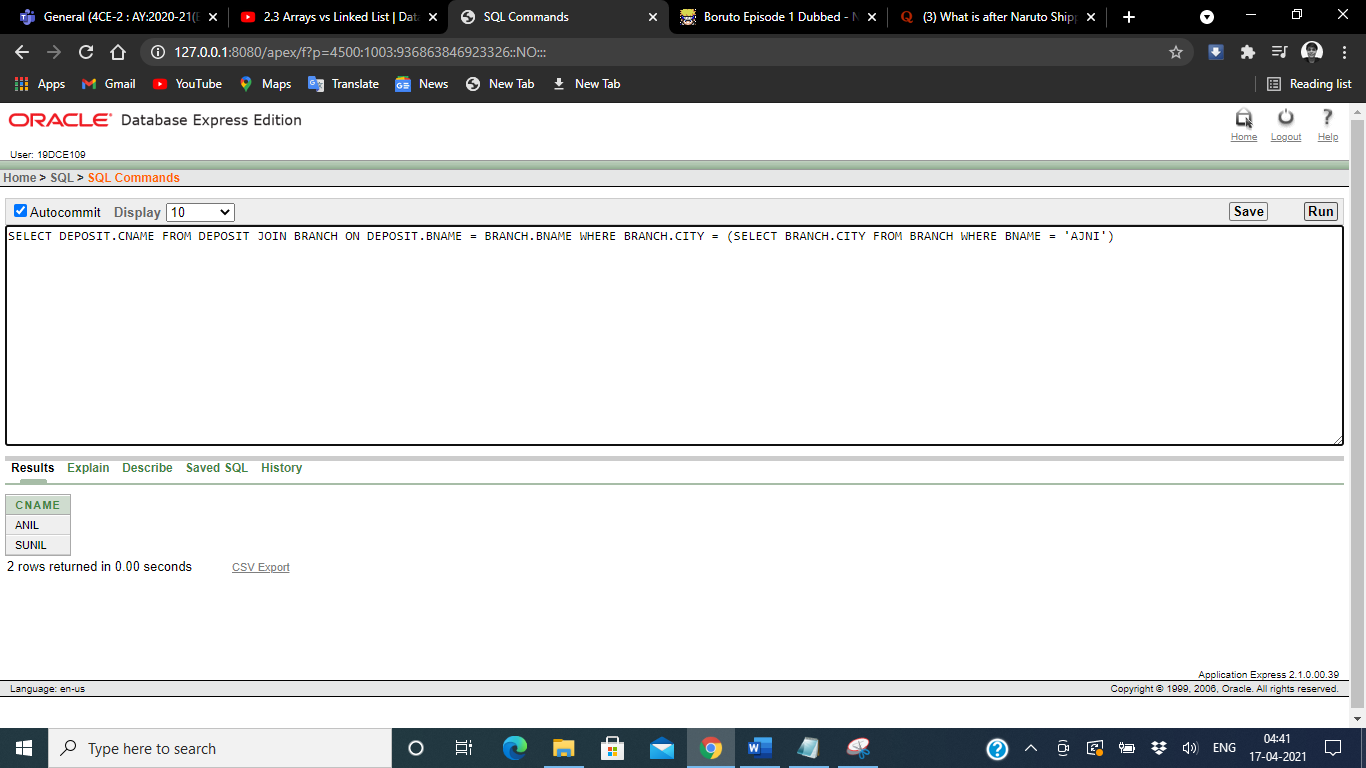 General (4CE-2 : AY:2020-21(
2.3 Arrays vs Linked List | Dat
SQL Commands
Boruto Episode 1 Dubbed -
(3) What is after Naruto Ship
127.0.0.1:8080/apex/f?p=4500:1003:936863846923326::NO:::
Apps
Gmail
YouTube
Maps
Translate
News
New Tab
New Tab
Reading list
ORACLE Database Express Edition
Home
Logout
Help
User: 19DCE109
Home > SQL > SQL Commands
Autocommit Display 10
Save
Run
SELECT DEPOSIT.CNAME FROM DEPOSIT JOIN BRANCH ON DEPOSIT.BNAME = BRANCH.BNAME WHERE BRANCH.CITY = (SELECT BRANCH.CITY FROM BRANCH WHERE BNAME = 'AJNI')
Results Explain Describe Saved SQL History
CNAME
ANIL
SUNIL
2 rows returned in 0.00 seconds
CSV Export
Application Express 2.1.0.00.39
Language: en-us
Copyright © 1999, 2006, Oracle. All rights reserved.
Type here to search
ENG
04:41
17-04-2021